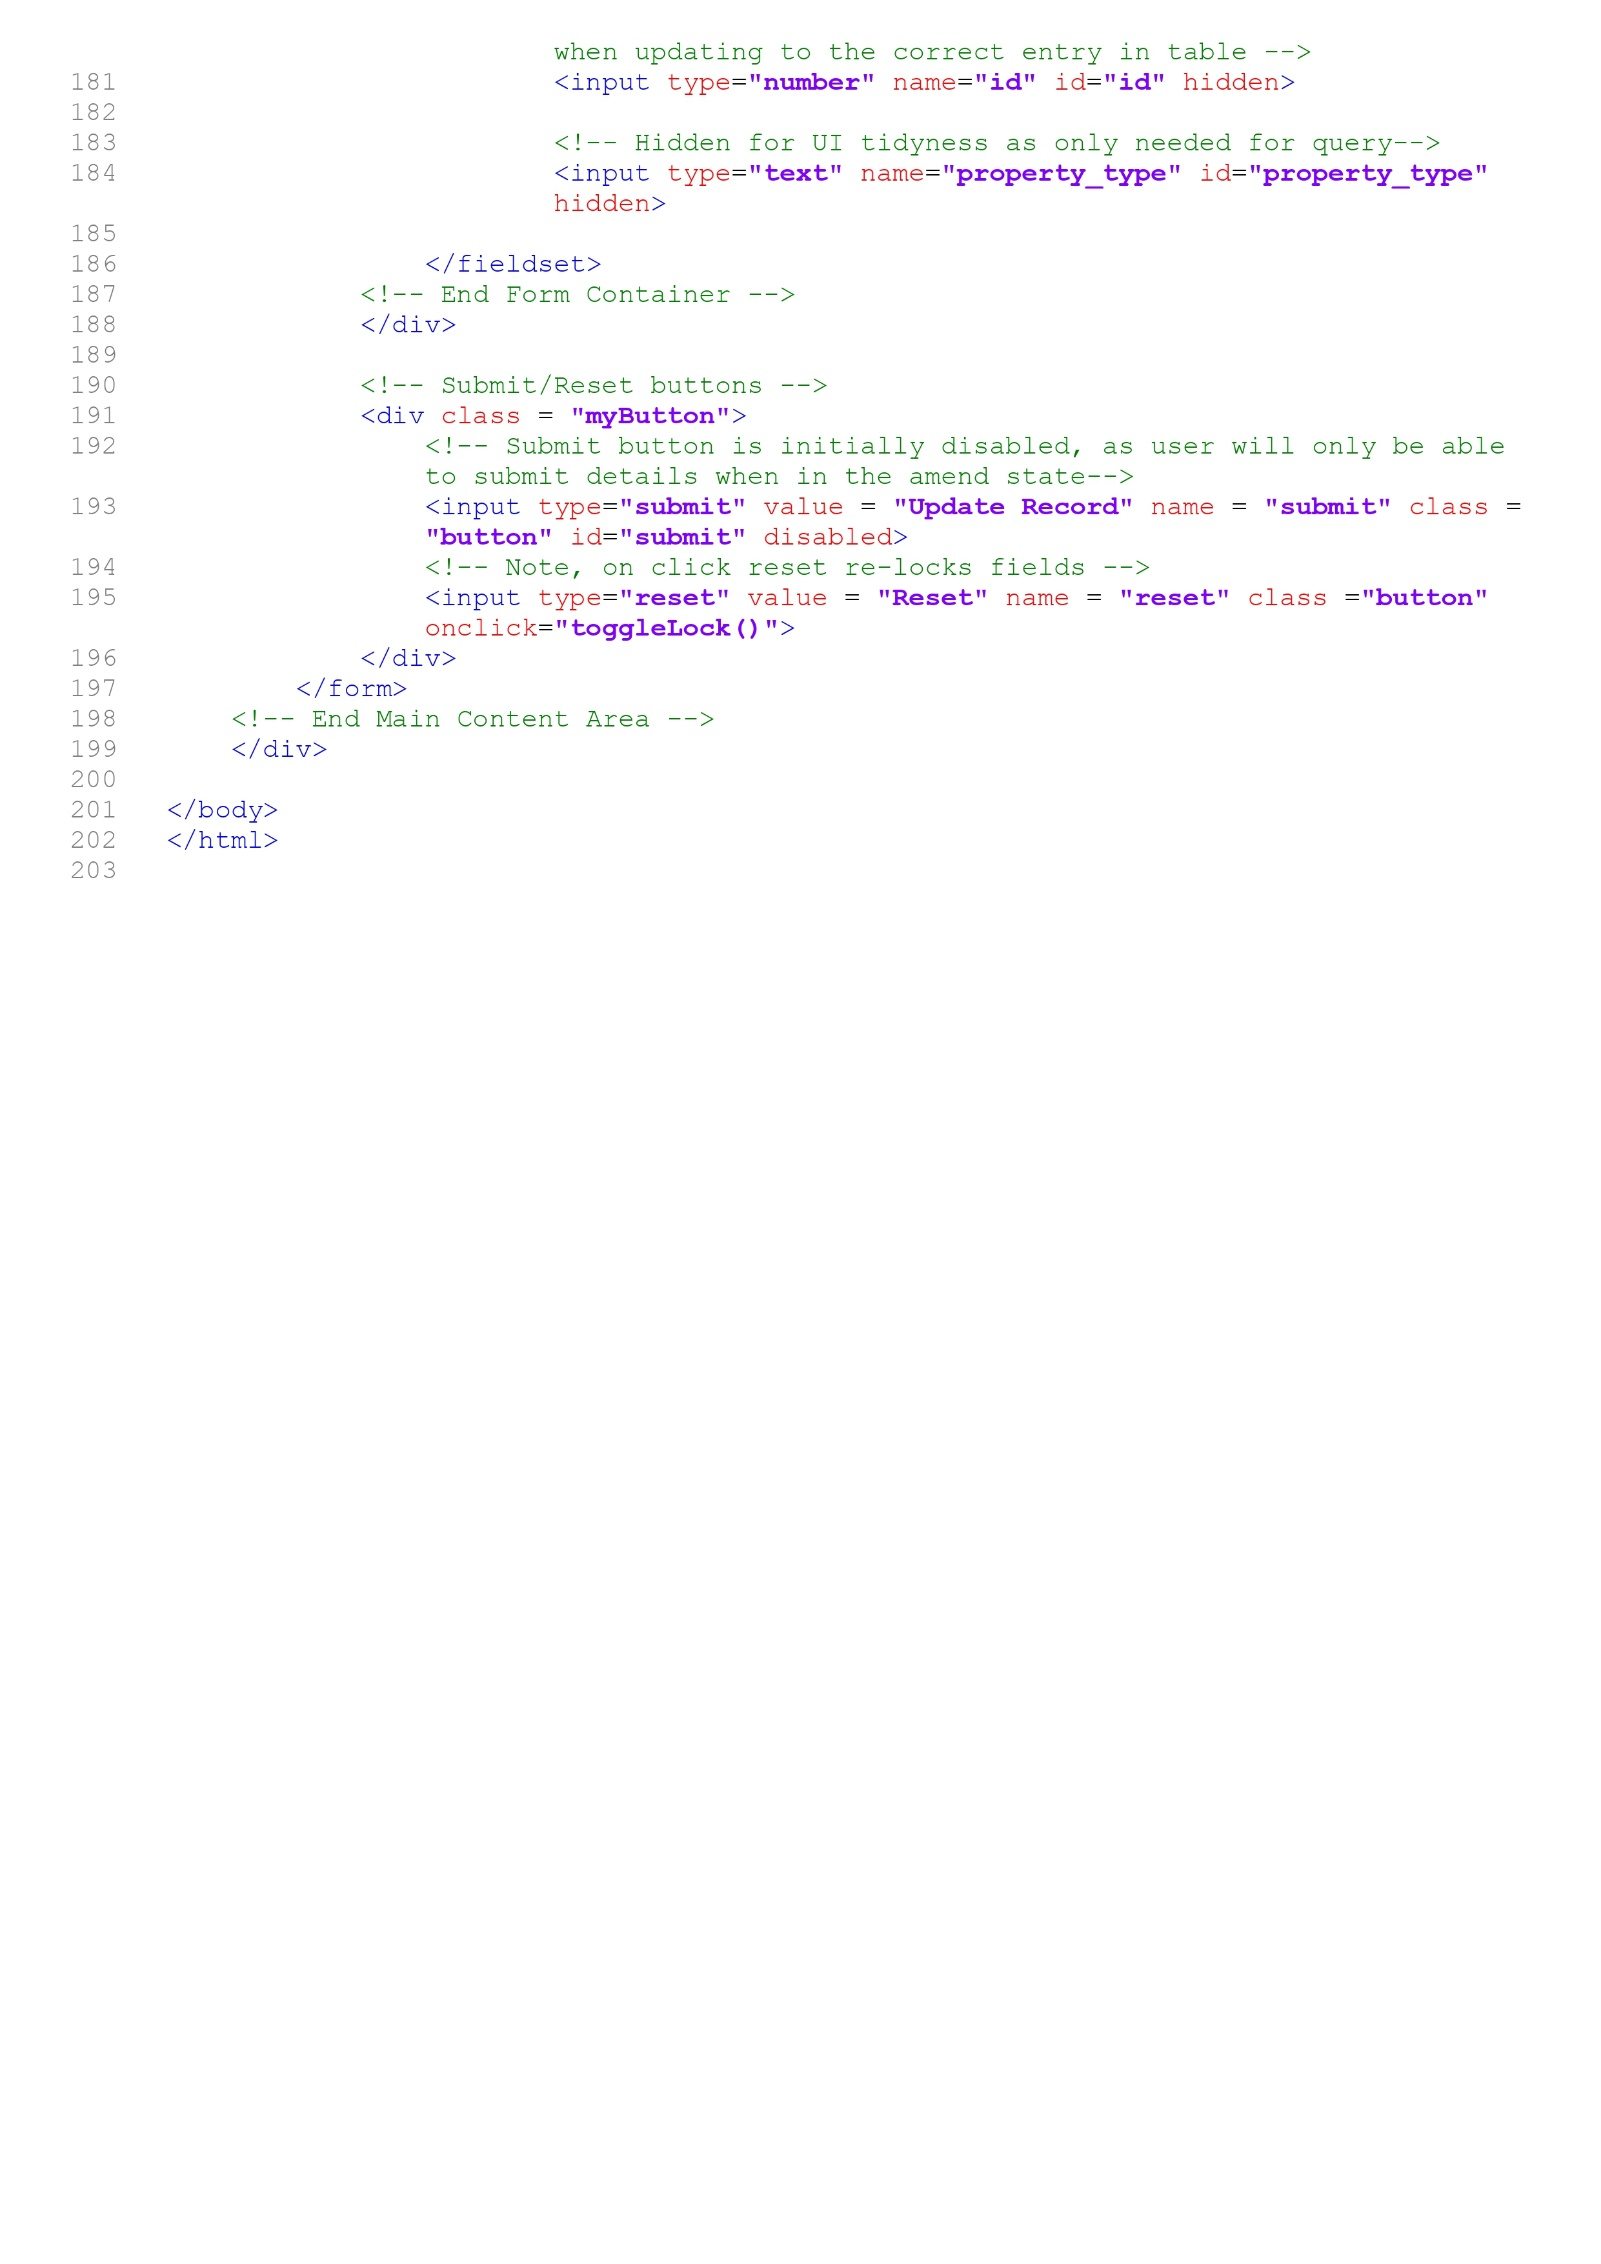 when updating to the correct entry in table -->
181 <input type="number" name="id" id="id" hidden>
182
183 <!-- Hidden for UI tidyness as only needed for query-->
184 <input type="text" name="property_type" id="property_type"
hidden>
185
186 </fieldset>
187 <!-- End Form Container -->
188 </div>
189
190 <!-- Submit/Reset buttons -->
191 <div class = "myButton">
192 <!-- Submit button is initially disabled, as user will only be able
to submit details when in the amend state-->
193 <input type="submit" value = "Update Record" name = "submit" class =
"button" id="submit" disabled>
194 <!-- Note, on click reset re-locks fields -->
195 <input type="reset" value = "Reset" name = "reset" class ="button"
onclick="toggleLock()">
196 </div>
197 </form>
198 <!-- End Main Content Area -->
199 </div>
200
201 </body>
202 </html>
203